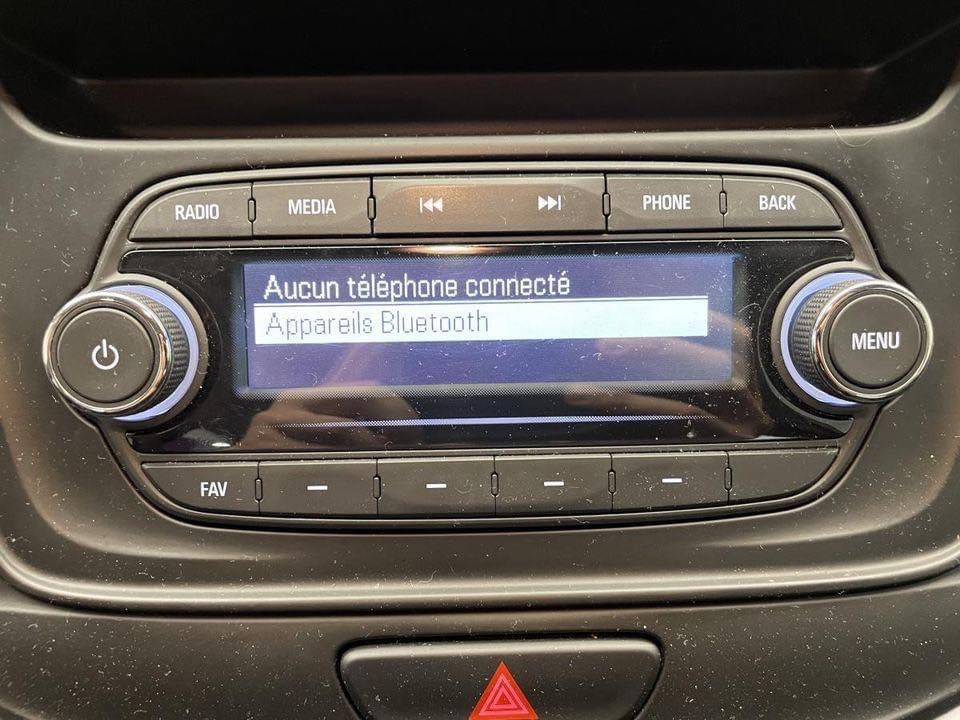 RADIO MEDIA PHONE BACK
Aucun téléphone connecté
Appareils Bluetooth
MENU
FAV